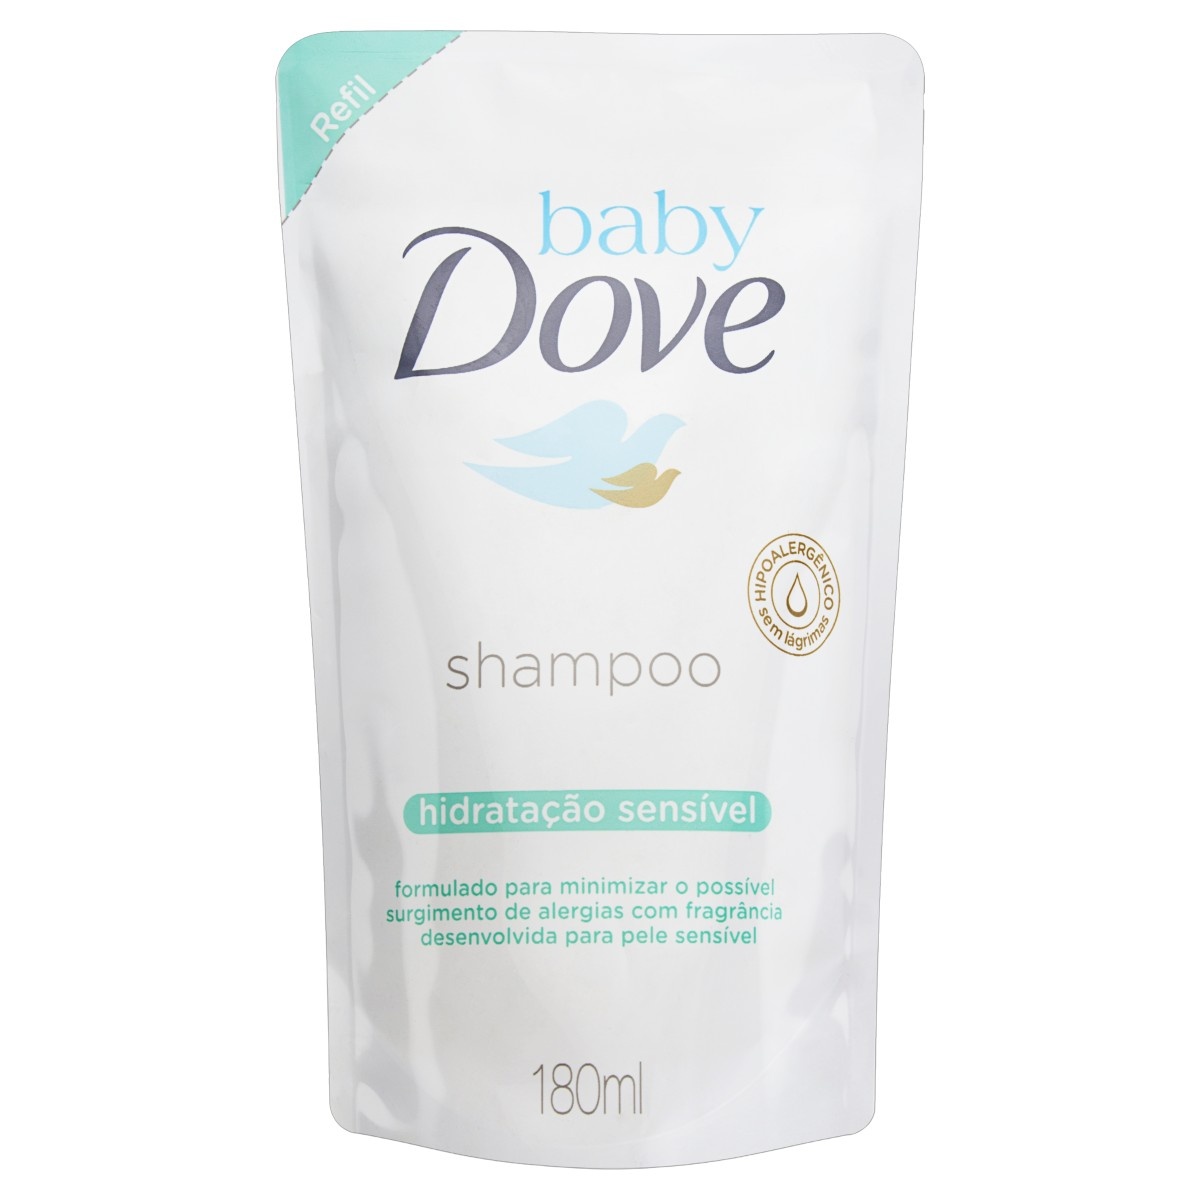 Refil
baby
Dove
HIPOALERGÊNICO
sem lágrimas
shampoo
hidratação sensível
formulado para minimizar o possível
surgimento de alergias com fragrância
desenvolvida para pele sensível
180ml